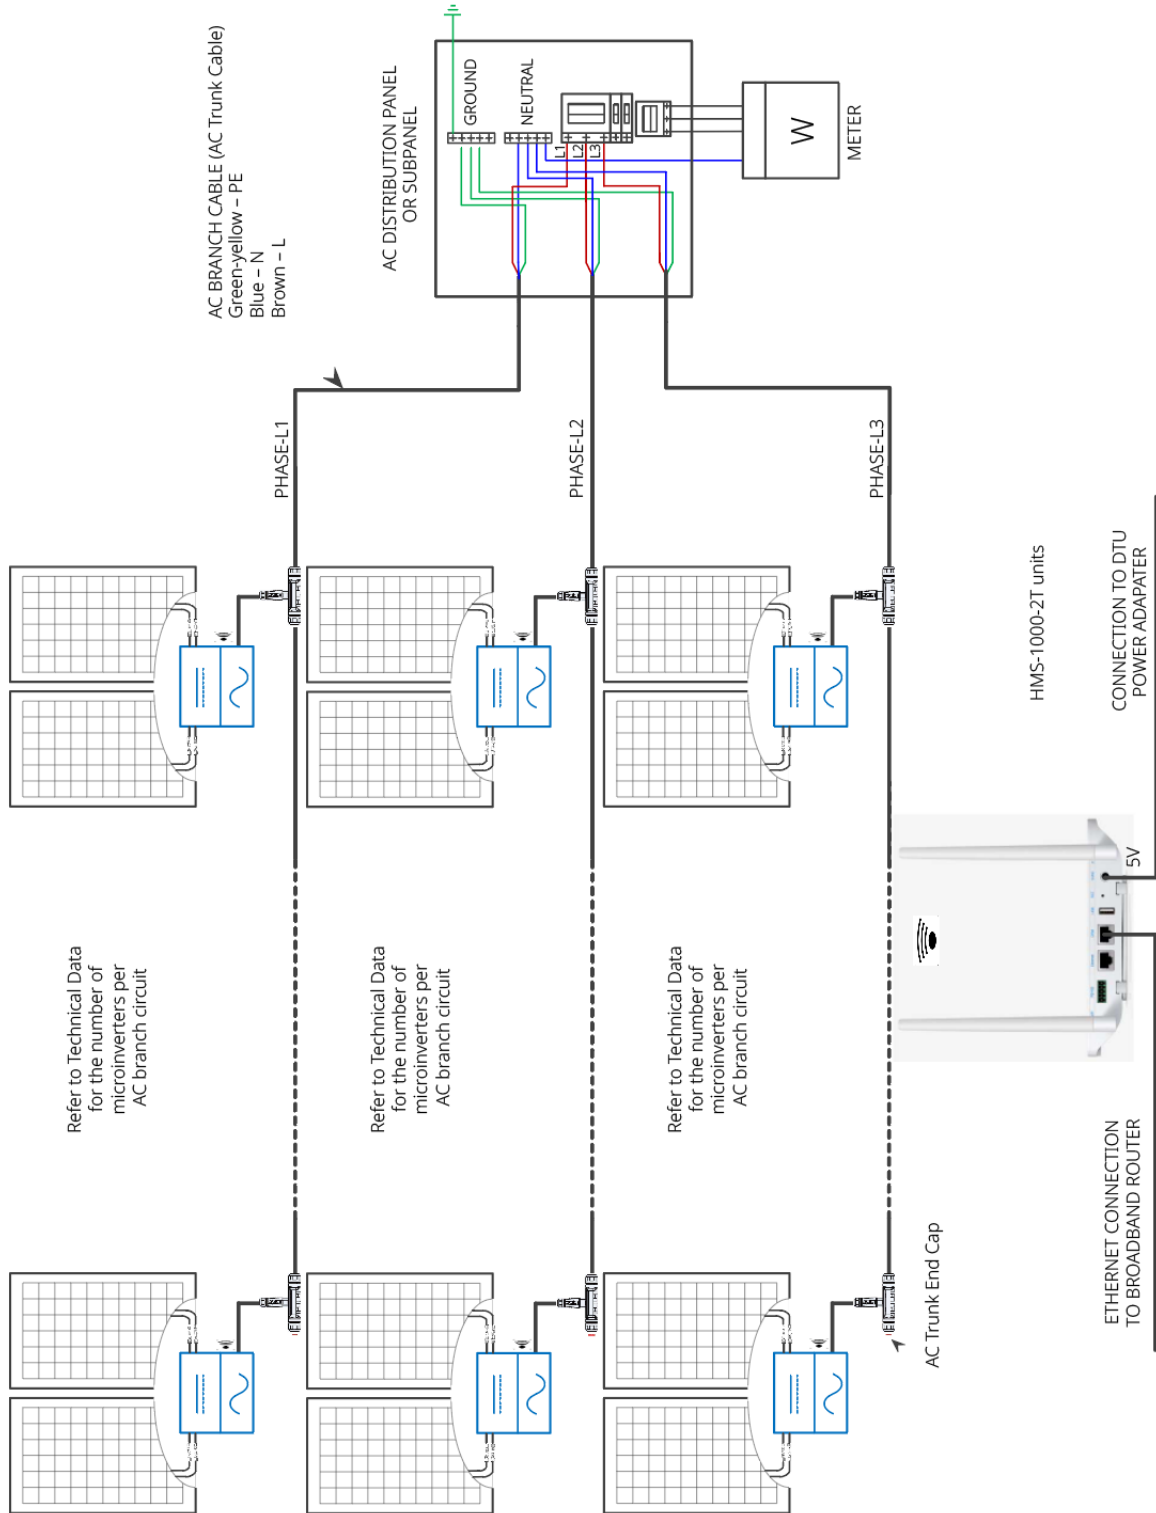 AC BRANCH CABLE (AC Trunk Cable)
Green-yellow – PE
Blue – N
Brown – L
AC DISTRIBUTION PANEL
OR SUBPANEL
GROUND
NEUTRAL
L1
L2
L3
W
METER
PHASE-L1
PHASE-L2
PHASE-L3
Refer to Technical Data
for the number of
microinverters per
AC branch circuit
Refer to Technical Data
for the number of
microinverters per
AC branch circuit
Refer to Technical Data
for the number of
microinverters per
AC branch circuit
AC Trunk End Cap
HMS-1000-2T units
CONNECTION TO DTU
POWER ADAPATER
5V
ETHERNET CONNECTION
TO BROADBAND ROUTER